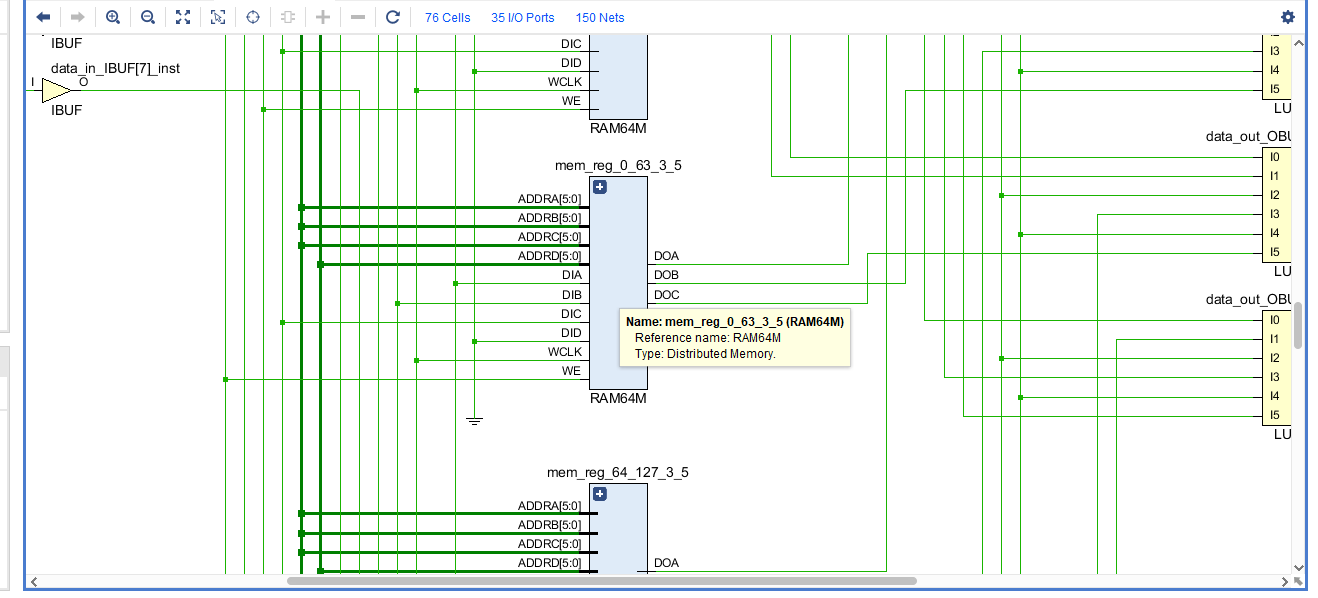 76 Cells 35 I/O Ports 150 Nets
IBUF
data_in_IBUF[7]_inst
I O
IBUF
DIC
DID
WCLK
WE
RAM64M
mem_reg_0_63_3_5
ADDRA[5:0]
ADDRB[5:0]
ADDRC[5:0]
ADDRD[5:0]
DIA
DIB
DIC
DID
WCLK
WE
DOA
DOB
DOC
RAM64M
Name: mem_reg_0_63_3_5 (RAM64M)
Reference name: RAM64M
Type: Distributed Memory.
mem_reg_64_127_3_5
ADDRA[5:0]
ADDRB[5:0]
ADDRC[5:0]
ADDRD[5:0]
DOA
I3
I4
I5
LU
data_out_OBU
I0
I1
I2
I3
I4
I5
LU
data_out_OBU
I0
I1
I2
I3
I4
I5
LU